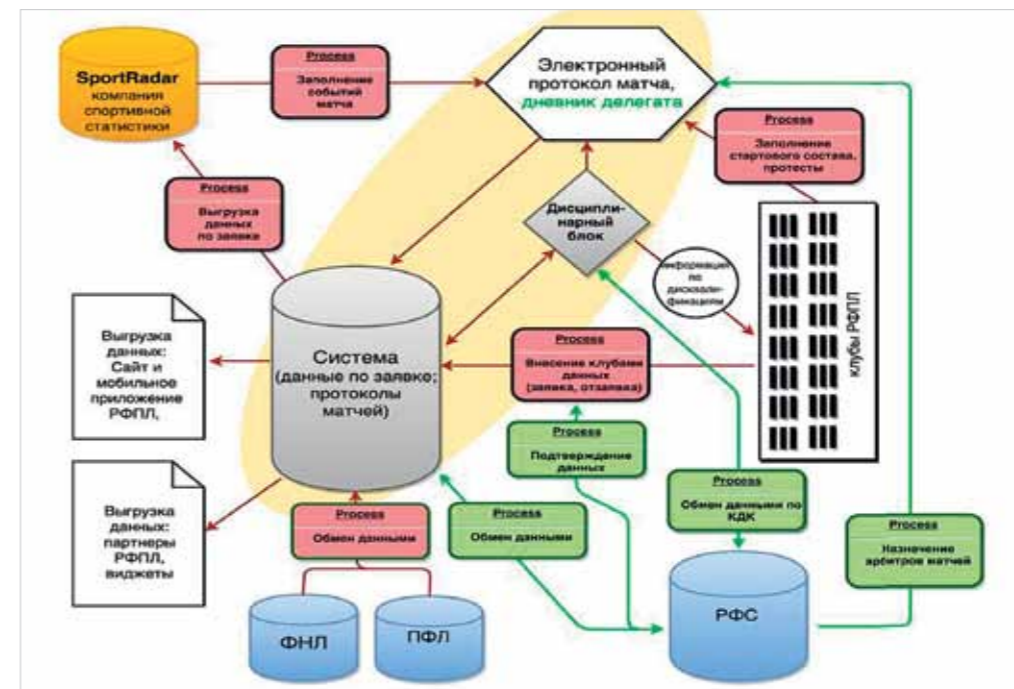 SportRadar
компания
спортивной
статистики
Process
Заполнение
событий
матча
Электронный
протокол матча,
дневник делегата
Process
Заполнение
стартового состава,
протесты
Process
Выгрузка
данных
по заявке
Дисципли-
нарный
блок
информация
по
дисквали-
фикациям
клубы РФПЛ
Выгрузка
данных:
Сайт и
мобильное
приложение
РФПЛ,
Система
(данные по заявке;
протоколы
матчей)
Process
Внесение клубами
данных
(заявка, отзаявка)
Process
Подтверждение
данных
Process
Обмен данными по
КДК
Выгрузка
данных:
партнеры
РФПЛ,
виджеты
Process
Обмен данными
Process
Обмен данными
Process
Назначение
арбитров матчей
ФНЛ
ПФЛ
РФС